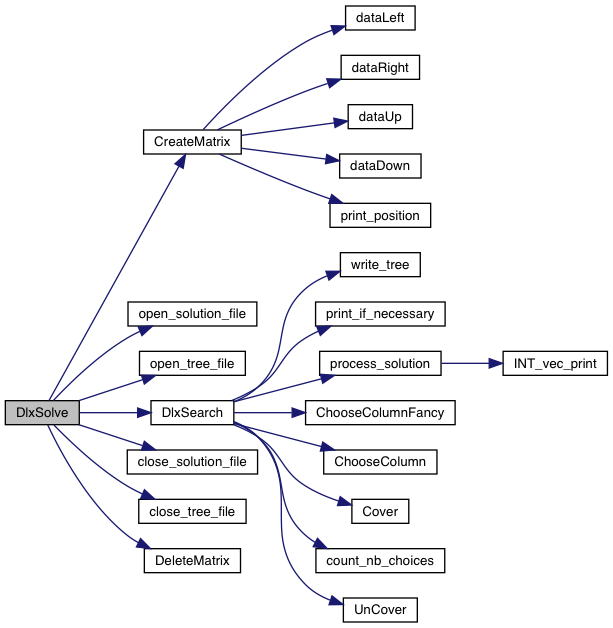 dataLeft
dataRight
dataUp
CreateMatrix
dataDown
print_position
write_tree
open_solution_file
print_if_necessary
open_tree_file
process_solution
INT_vec_print
DlxSolve
DlxSearch
ChooseColumnFancy
close_solution_file
ChooseColumn
close_tree_file
Cover
DeleteMatrix
count_nb_choices
UnCover